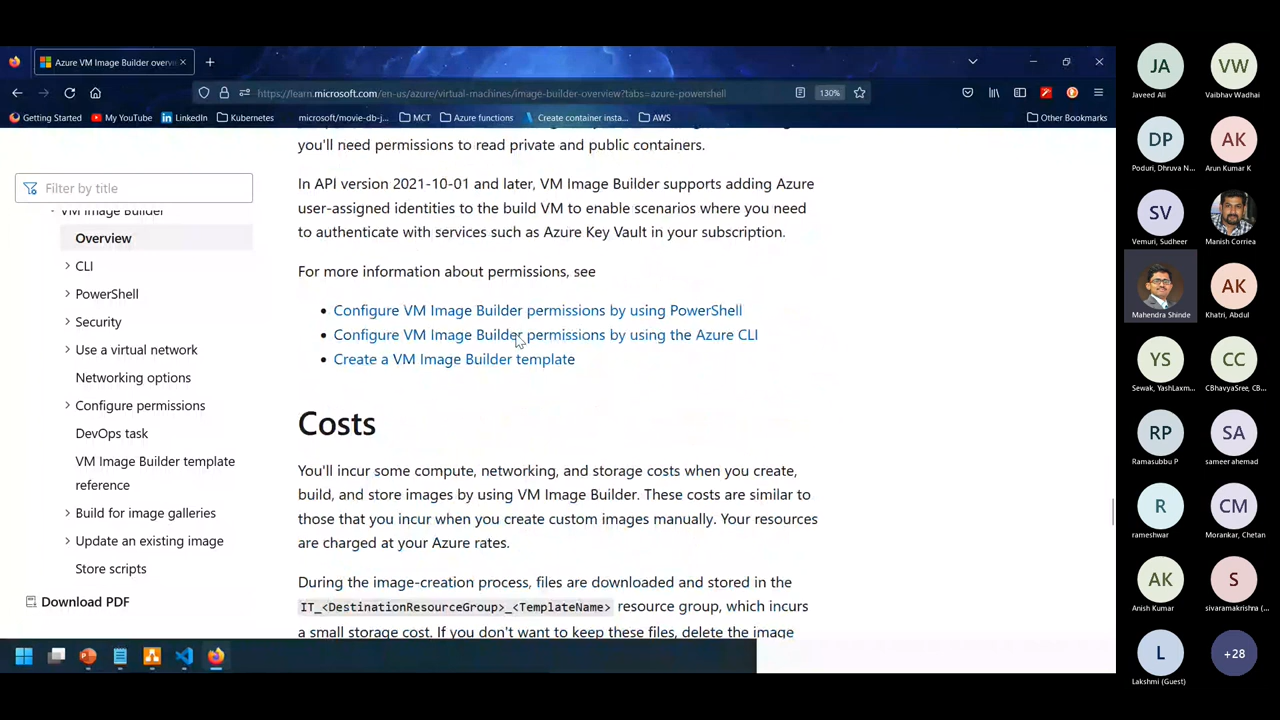 Azure VM Image Builder overvi
https://learn.microsoft.com/en-us/azure/virtual-machines/image-builder-overview?tabs=azure-powershell
130%
Getting Started
My YouTube
LinkedIn
Kubernetes
microsoft/movie-db-j...
MCT
Azure functions
Create container insta...
AWS
Other Bookmarks
Filter by title
VM Image Builder
Overview
CLI
PowerShell
Security
Use a virtual network
Networking options
Configure permissions
DevOps task
VM Image Builder template
reference
Build for image galleries
Update an existing image
Store scripts
Download PDF
you'll need permissions to read private and public containers.
In API version 2021-10-01 and later, VM Image Builder supports adding Azure
user-assigned identities to the build VM to enable scenarios where you need
to authenticate with services such as Azure Key Vault in your subscription.
For more information about permissions, see
• Configure VM Image Builder permissions by using PowerShell
• Configure VM Image Builder permissions by using the Azure CLI
• Create a VM Image Builder template
Costs
You'll incur some compute, networking, and storage costs when you create,
build, and store images by using VM Image Builder. These costs are similar to
those that you incur when you create custom images manually. Your resources
are charged at your Azure rates.
During the image-creation process, files are downloaded and stored in the
IT_<DestinationResourceGroup>_<TemplateName> resource group, which incurs
a small storage cost. If you don't want to keep these files, delete the image
JA
Javeed Ali
VW
Vaibhav Wadhai
DP
Poduri, Dhruva N...
AK
Arun Kumar K
SV
Vemuri, Sudheer
Manish Corriea
Mahendra Shinde
AK
Khatri, Abdul
YS
Sewak, YashLaxm...
CC
CBhavyaSree, CB...
RP
Ramasubbu P
SA
sameer ahemad
R
rameshwar
CM
Morankar, Chetan
AK
Anish Kumar
S
sivaramakrishna (...
L
Lakshmi (Guest)
+28